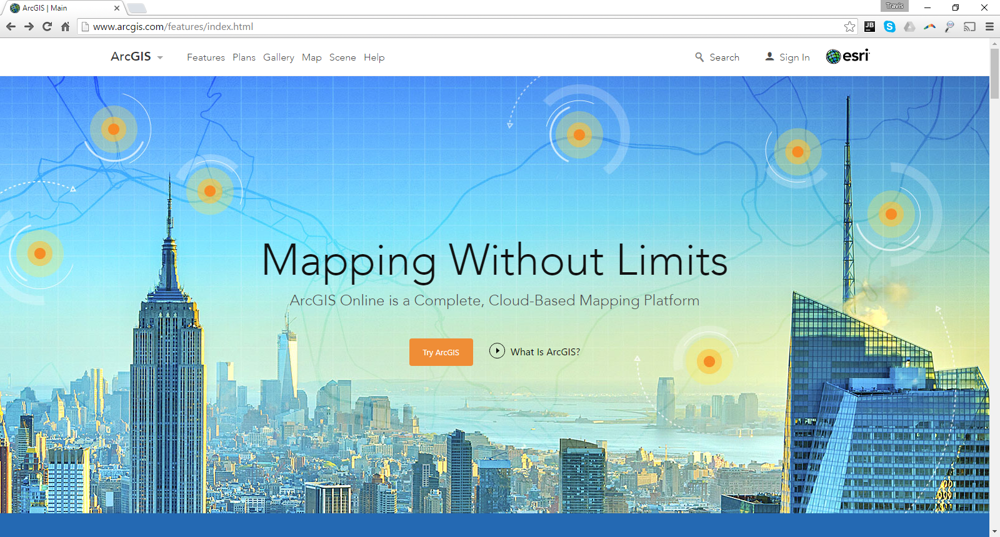 ArcGIS | Main
Travis
www.arcgis.com/features/index.html
JB
ArcGIS
Features Plans Gallery Map Scene Help
Search
Sign In
esri
Mapping Without Limits
ArcGIS Online is a Complete, Cloud-Based Mapping Platform
Try ArcGIS
What Is ArcGIS?